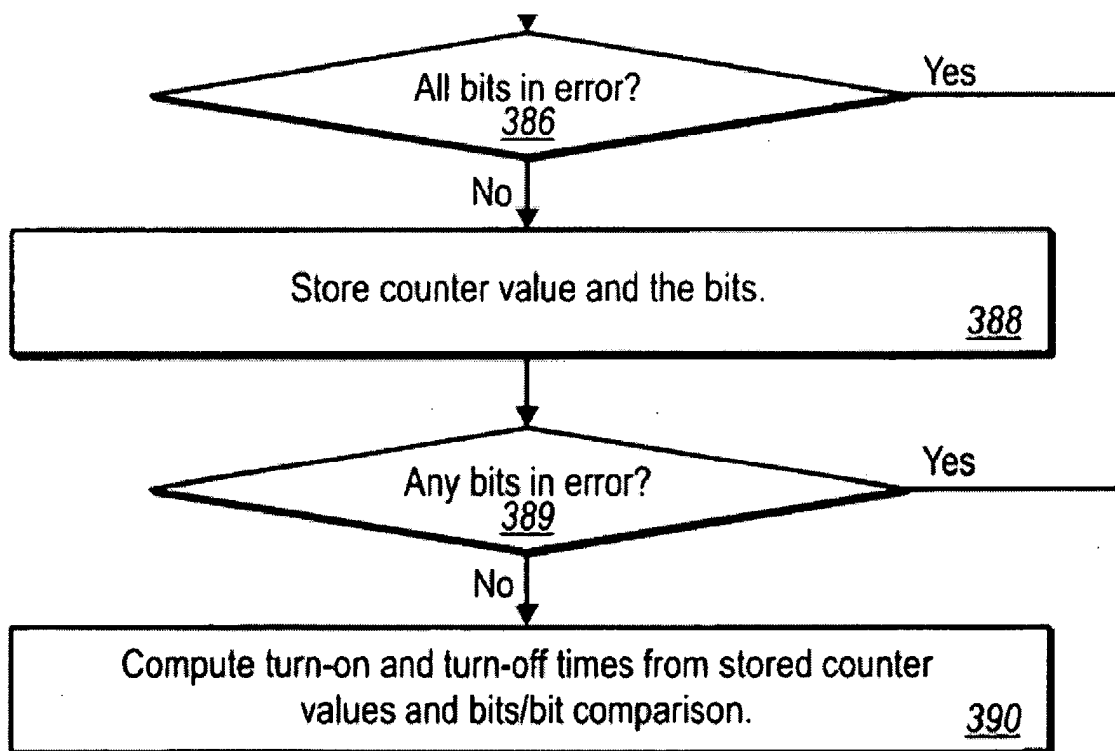 All bits in error?
Yes
386
No
Store counter value and the bits.
388
Any bits in error?
Yes
389
No
Compute turn-on and turn-off times from stored counter
values and bits/bit comparison.
390